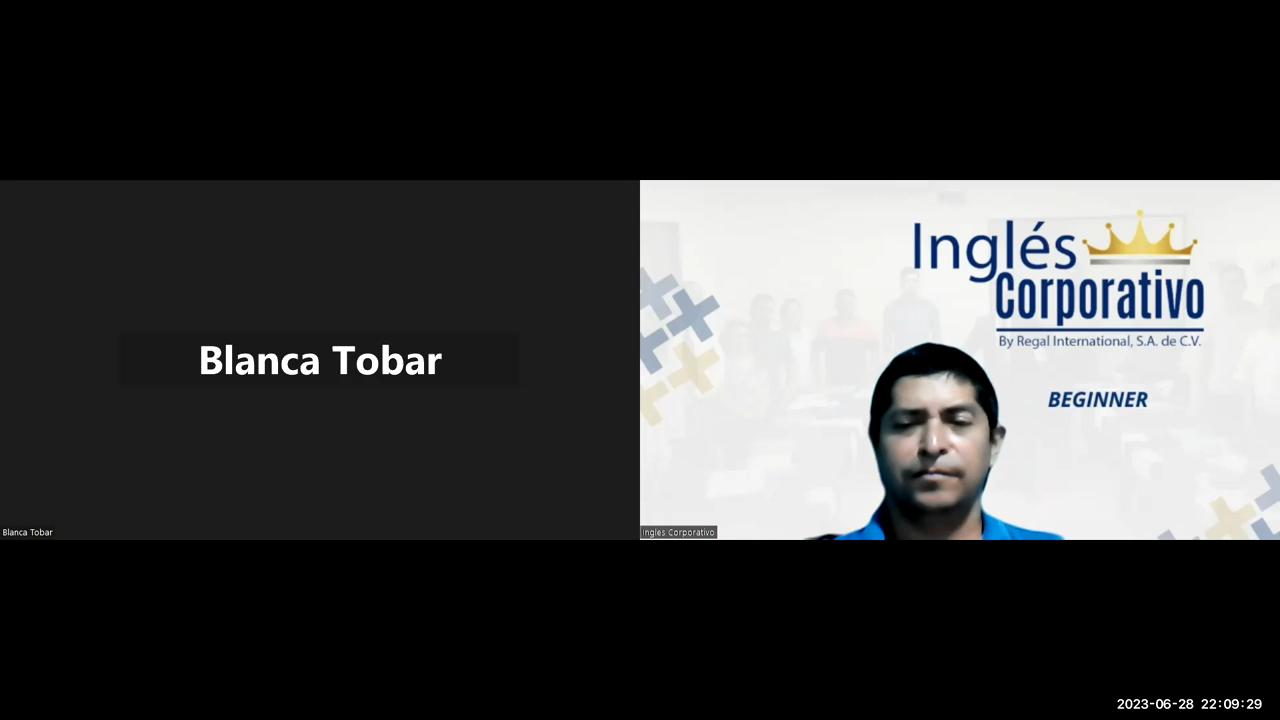 Blanca Tobar
Blanca Tobar
Inglés
Corporativo
By Regal International, S.A. de C.V.
BEGINNER
Ingles Corporativo
2023-06-28 22:09:29